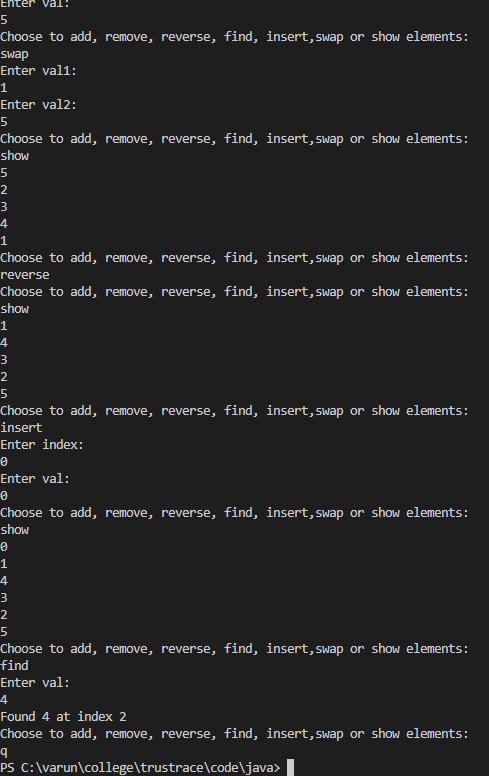 Enter val:
5
Choose to add, remove, reverse, find, insert,swap or show elements:
swap
Enter val1:
1
Enter val2:
5
Choose to add, remove, reverse, find, insert,swap or show elements:
show
5
2
3
4
1
Choose to add, remove, reverse, find, insert,swap or show elements:
reverse
Choose to add, remove, reverse, find, insert,swap or show elements:
show
1
4
3
2
5
Choose to add, remove, reverse, find, insert,swap or show elements:
insert
Enter index:
0
Enter val:
0
Choose to add, remove, reverse, find, insert,swap or show elements:
show
0
1
4
3
2
5
Choose to add, remove, reverse, find, insert,swap or show elements:
find
Enter val:
4
Found 4 at index 2
Choose to add, remove, reverse, find, insert,swap or show elements:
q
PS C:\varun\college\trustrace\code\java>